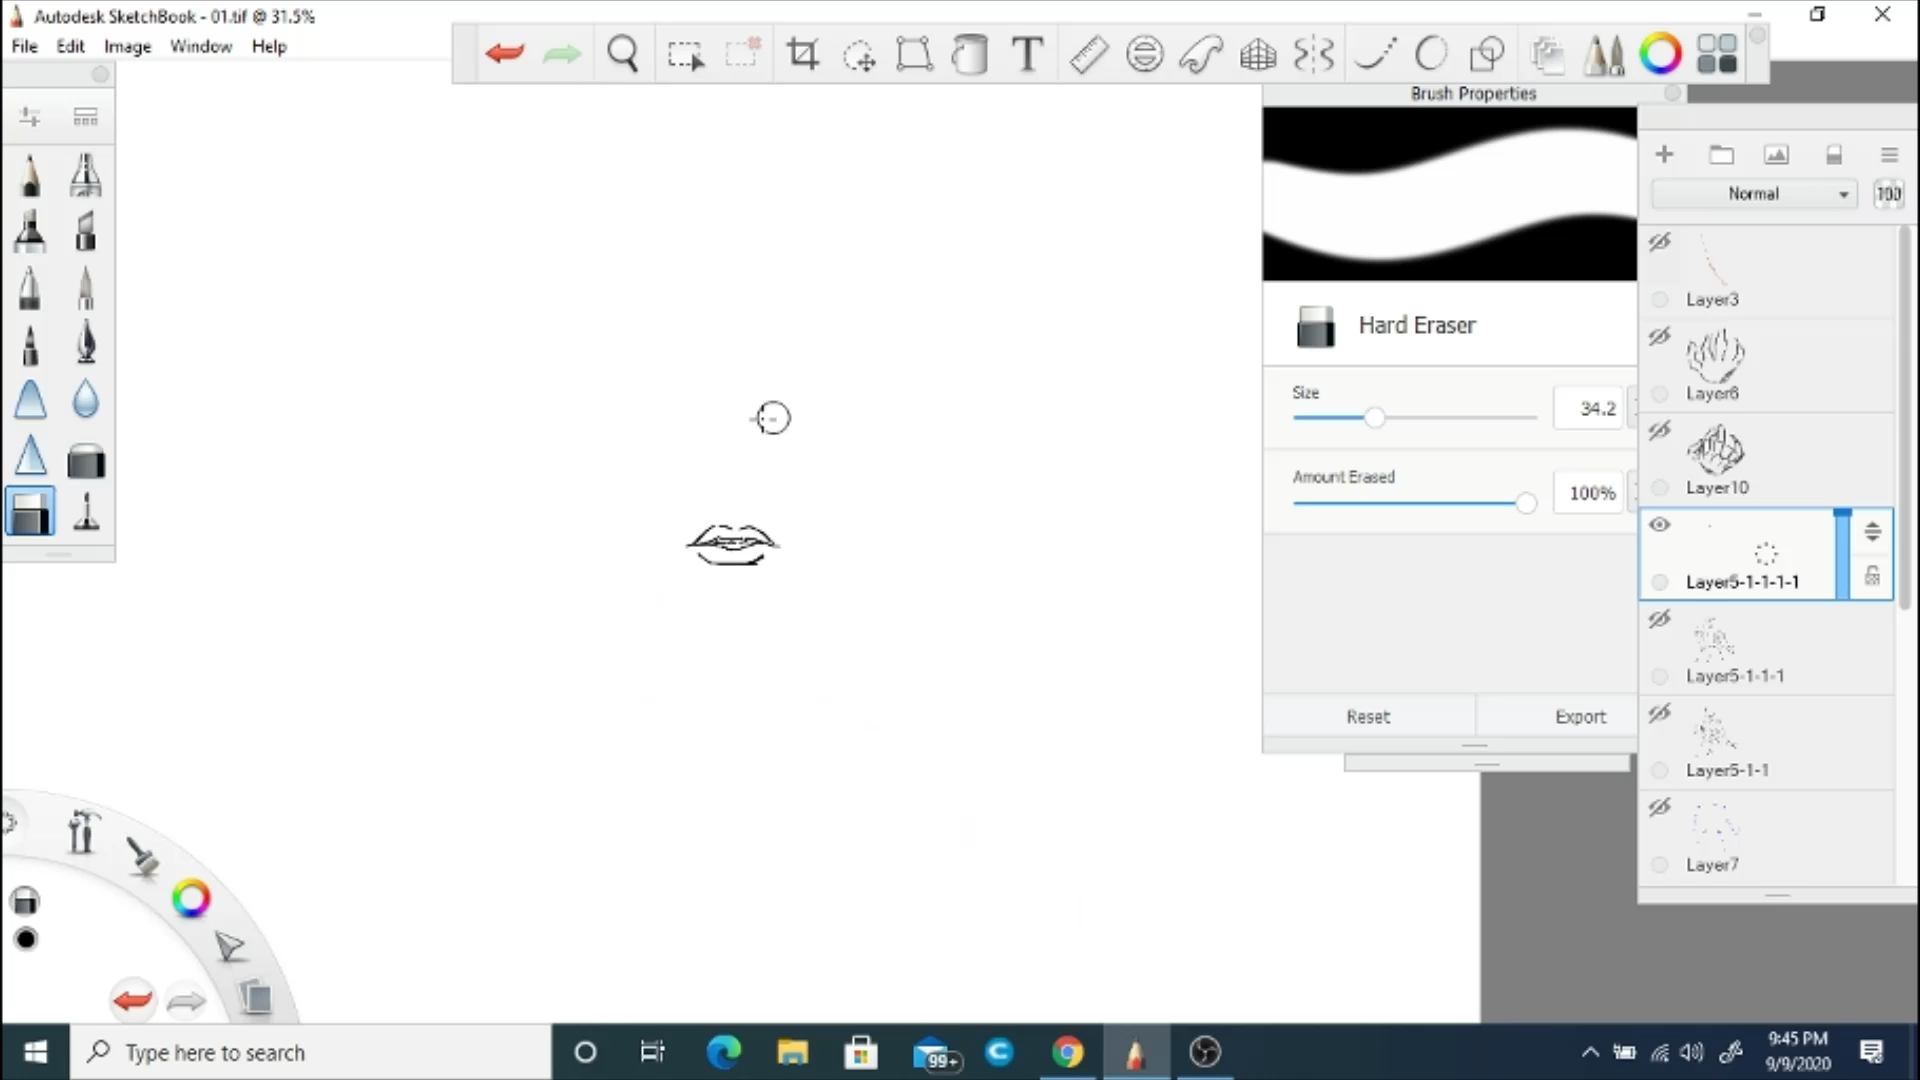 Autodesk SketchBook - 01.tif @ 31.5%
File Edit Image Window Help
T
Brush Properties
Normal 100
Hard Eraser
Size
34.2
Amount Erased
100%
Reset Export
Layer3
Layer6
Layer10
Layer5-1-1-1-1
Layer5-1-1-1
Layer5-1-1
Layer7
Type here to search
99+
9:45 PM
9/9/2020